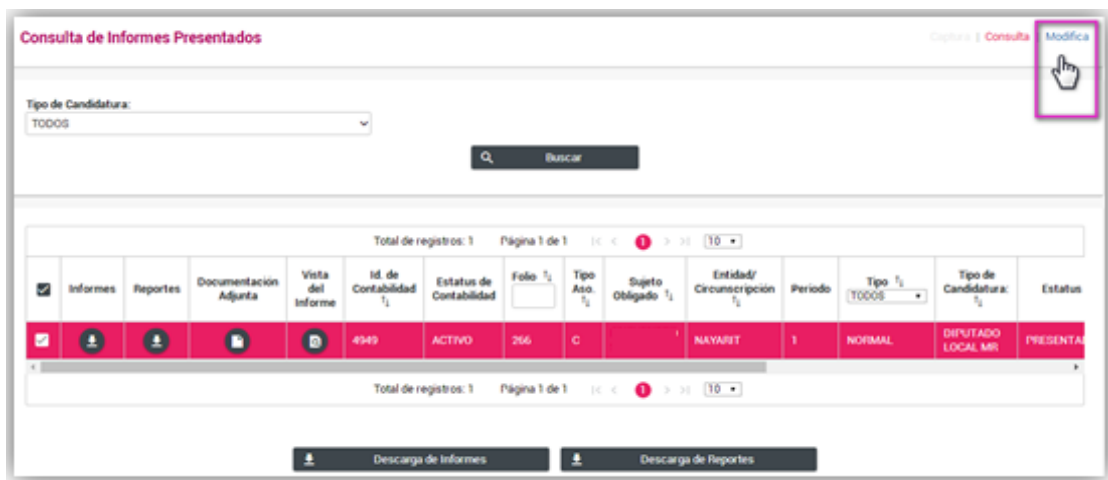 Consulta de Informes Presentados
Captura | Consulta | Modifica
Tipo de Candidatura:
TODOS
Buscar
Total de registros: 1 Página 1 de 1 |< < 1 > >| 10
Informes Reportes Documentación Adjunta Vista del Informe Id. de Contabilidad Estatus de Contabilidad Folio Tipo Aso. Sujeto Obligado Entidad/ Circunscripción Periodo Tipo TODOS Tipo de Candidatura: Estatus
4949 ACTIVO 266 C NAYARIT 1 NORMAL DIPUTADO LOCAL MR PRESENTA
Total de registros: 1 Página 1 de 1 |< < 1 > >| 10
Descarga de Informes Descarga de Reportes